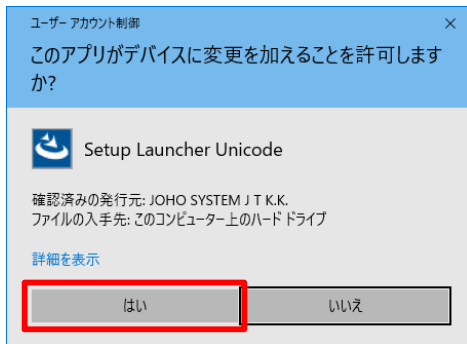 ユーザー アカウント制御
このアプリがデバイスに変更を加えることを許可します
か?
Setup Launcher Unicode
確認済みの発行元: JOHO SYSTEM J T K.K.
ファイルの入手先: このコンピューター上のハード ドライブ
詳細を表示
はい
いいえ